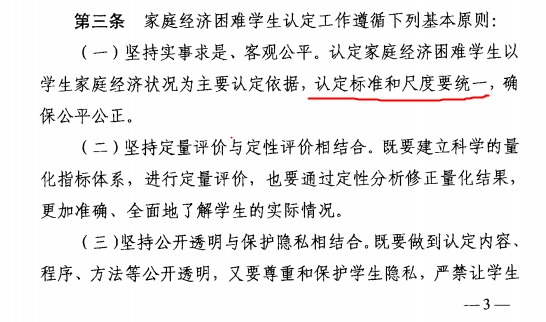 第三条 家庭经济困难学生认定工作遵循下列基本原则：
（一）坚持实事求是、客观公平。认定家庭经济困难学生以
学生家庭经济状况为主要认定依据，认定标准和尺度要统一，确
保公平公正。
（二）坚持定量评价与定性评价相结合。既要建立科学的量
化指标体系，进行定量评价，也要通过定性分析修正量化结果，
更加准确、全面地了解学生的实际情况。
（三）坚持公开透明与保护隐私相结合。既要做到认定内容、
程序、方法等公开透明，又要尊重和保护学生隐私，严禁让学生
— 3 —